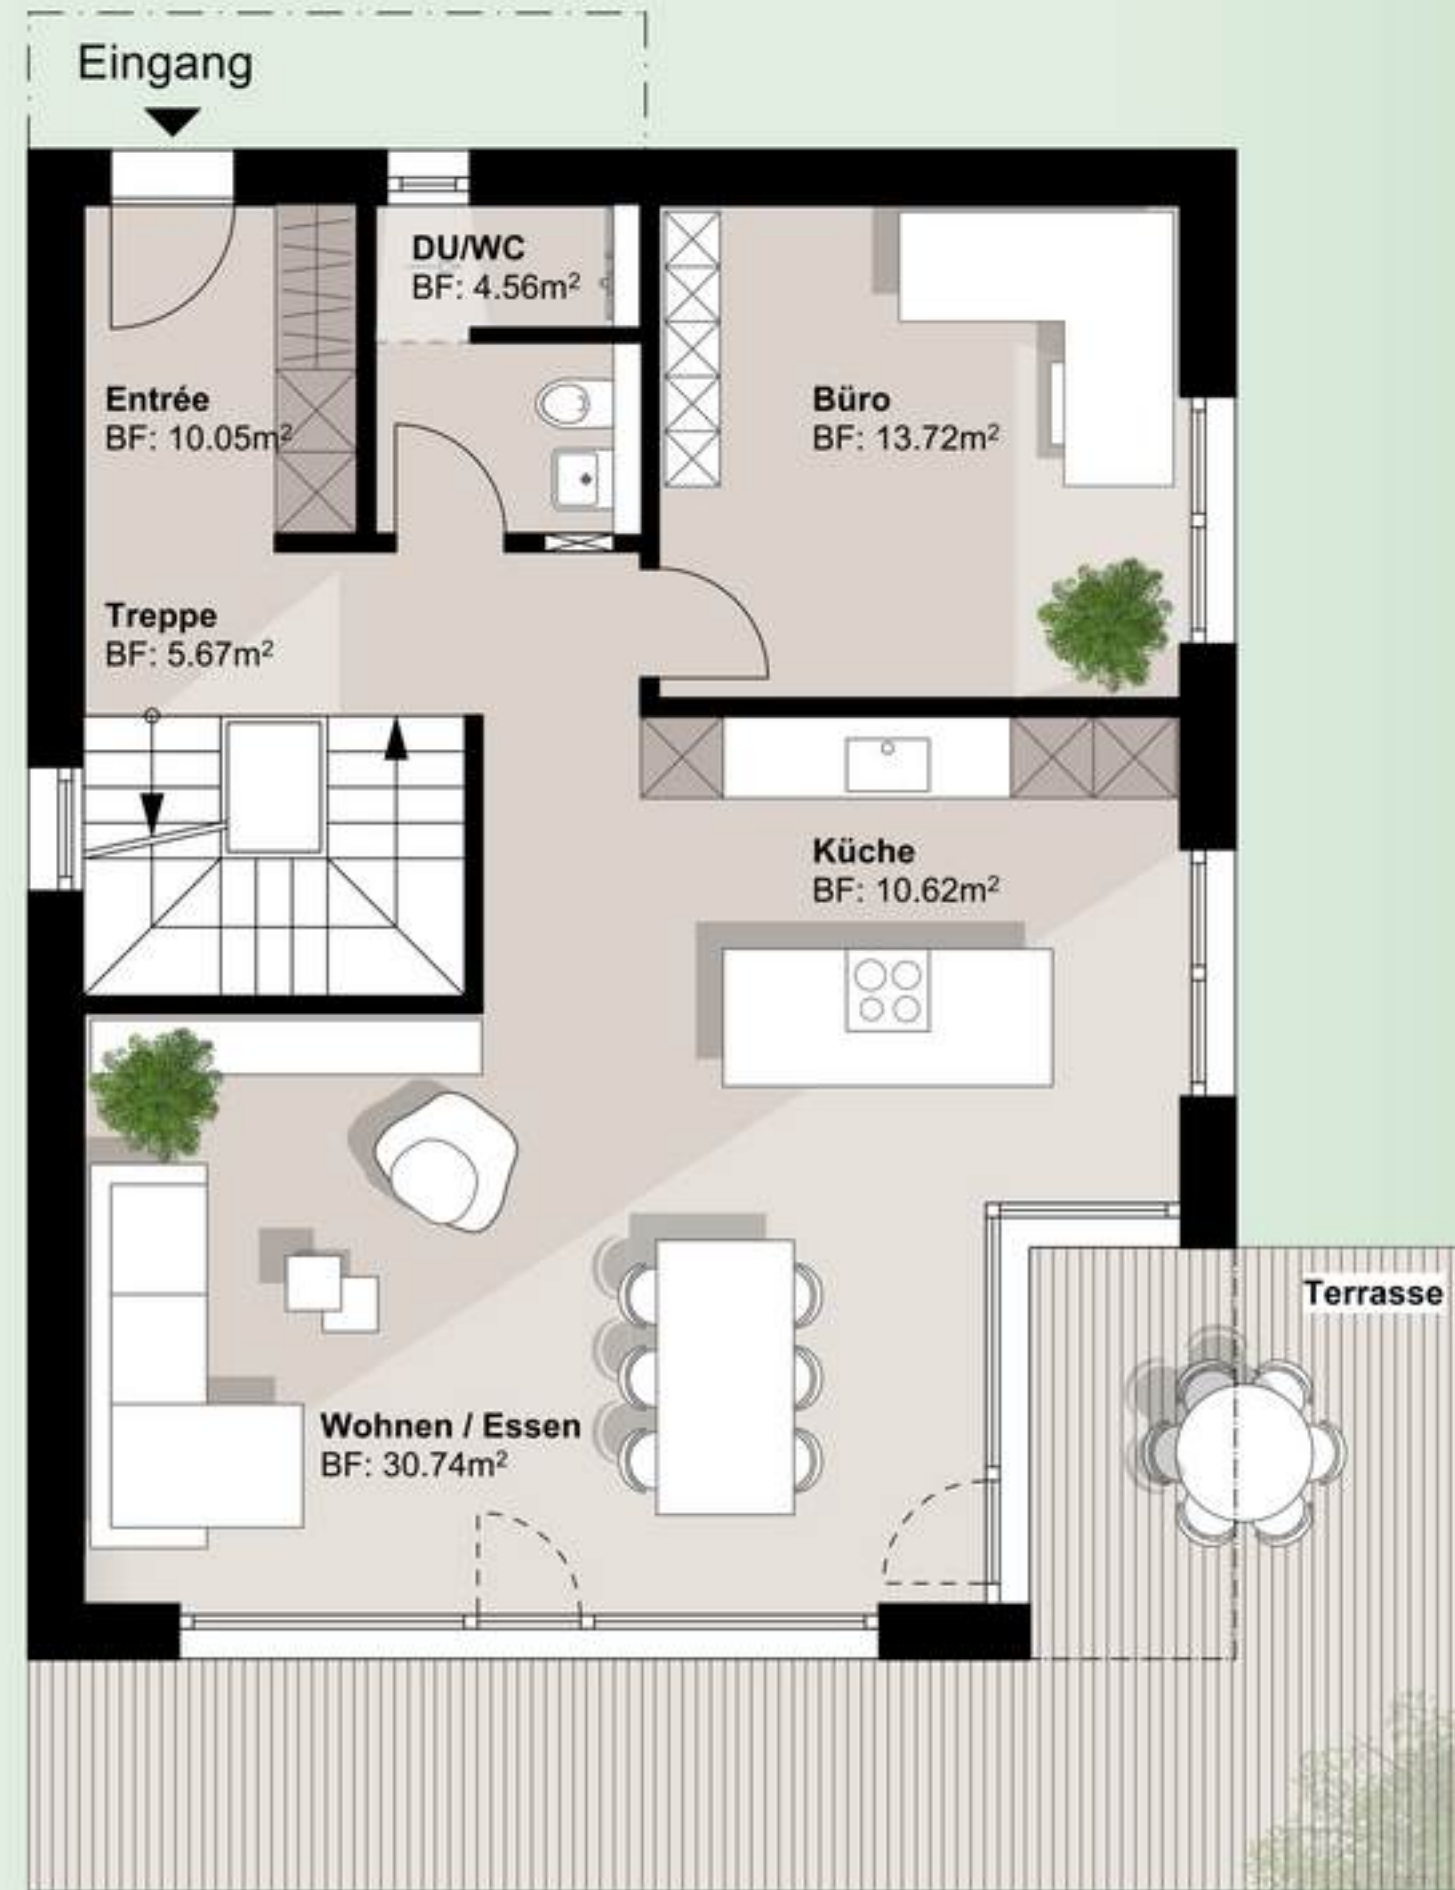 Eingang
DU/WC
BF: 4.56m²
Entrée
BF: 10.05m²
Büro
BF: 13.72m²
Treppe
BF: 5.67m²
Küche
BF: 10.62m²
Terrasse
Wohnen / Essen
BF: 30.74m²